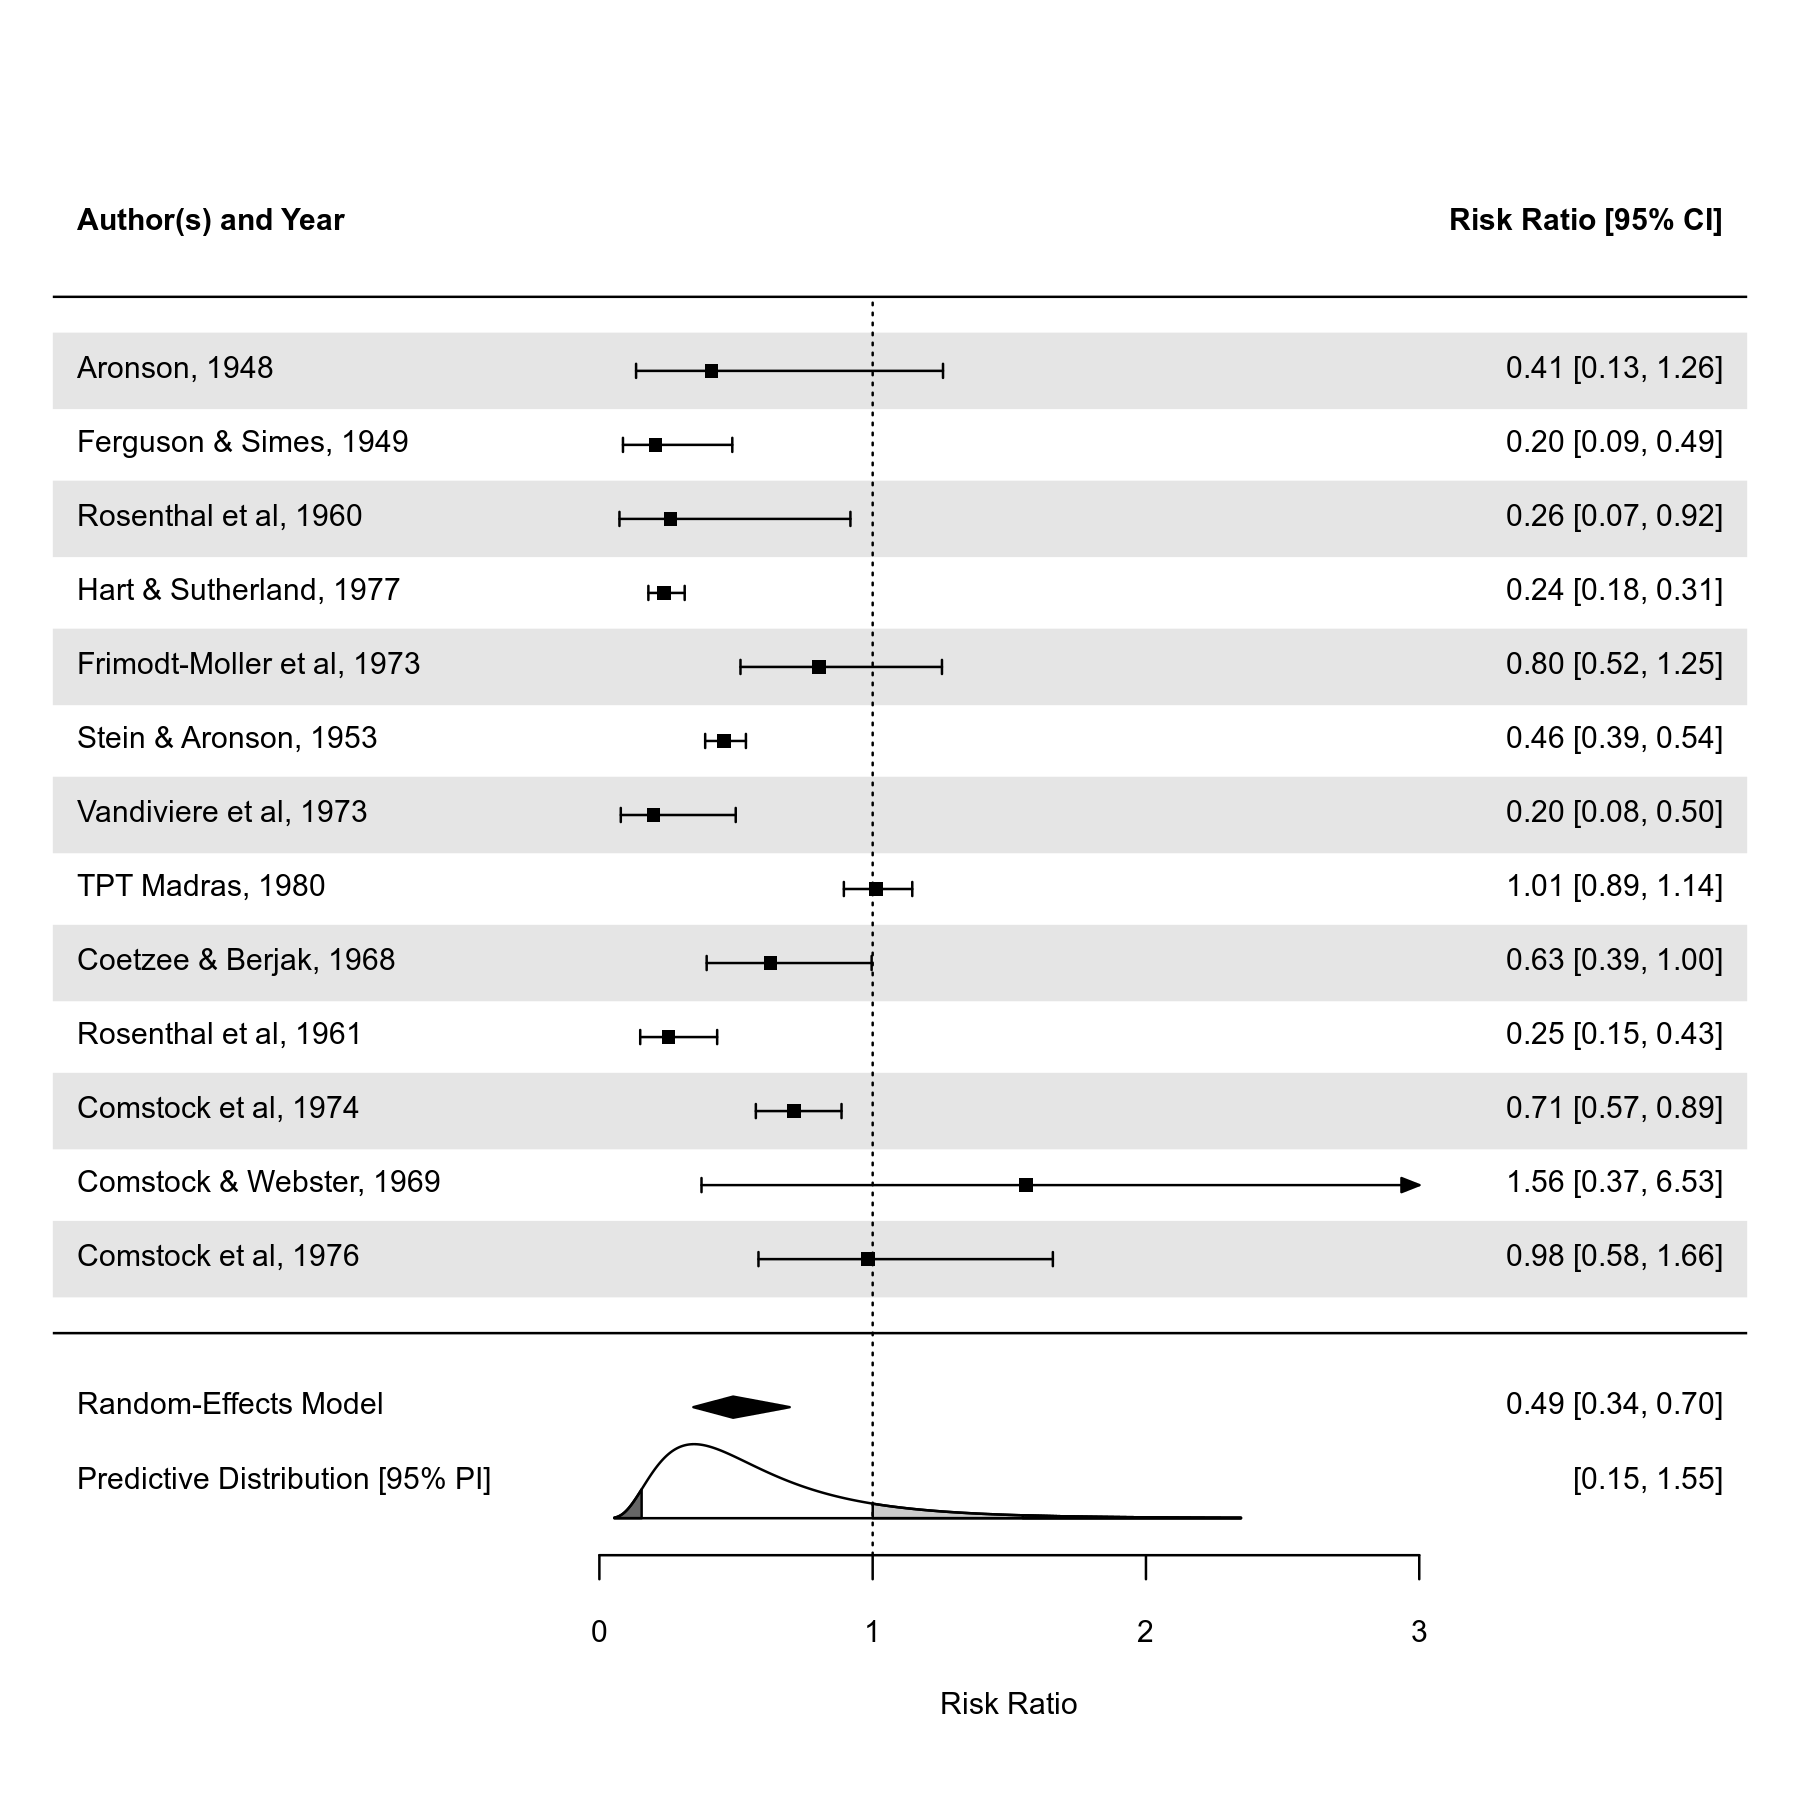 Author(s) and Year Risk Ratio [95% CI]
Aronson, 1948 0.41 [0.13, 1.26]
Ferguson & Simes, 1949 0.20 [0.09, 0.49]
Rosenthal et al, 1960 0.26 [0.07, 0.92]
Hart & Sutherland, 1977 0.24 [0.18, 0.31]
Frimodt-Moller et al, 1973 0.80 [0.52, 1.25]
Stein & Aronson, 1953 0.46 [0.39, 0.54]
Vandiviere et al, 1973 0.20 [0.08, 0.50]
TPT Madras, 1980 1.01 [0.89, 1.14]
Coetzee & Berjak, 1968 0.63 [0.39, 1.00]
Rosenthal et al, 1961 0.25 [0.15, 0.43]
Comstock et al, 1974 0.71 [0.57, 0.89]
Comstock & Webster, 1969 1.56 [0.37, 6.53]
Comstock et al, 1976 0.98 [0.58, 1.66]
Random-Effects Model 0.49 [0.34, 0.70]
Predictive Distribution [95% PI] [0.15, 1.55]
0 1 2 3
Risk Ratio